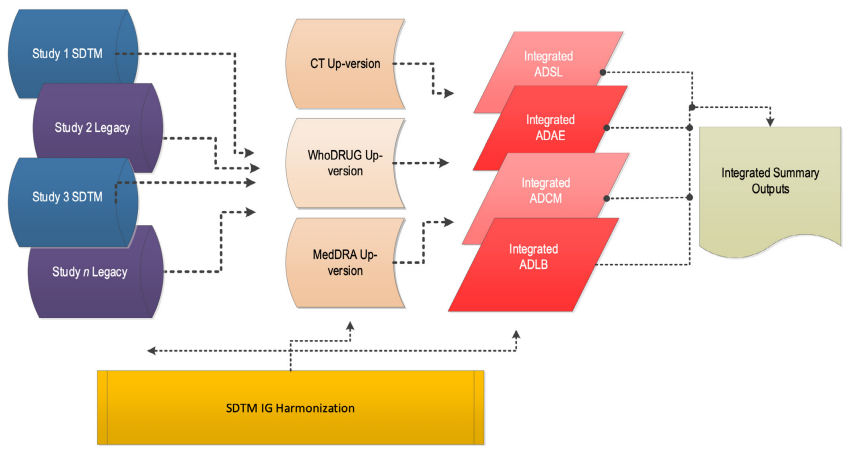 Study 1 SDTM
Study 2 Legacy
Study 3 SDTM
Study n Legacy
CT Up-version
WhoDRUG Up-
version
MedDRA Up-
version
Integrated
ADSL
Integrated
ADAE
Integrated
ADCM
Integrated
ADLB
Integrated Summary
Outputs
SDTM IG Harmonization